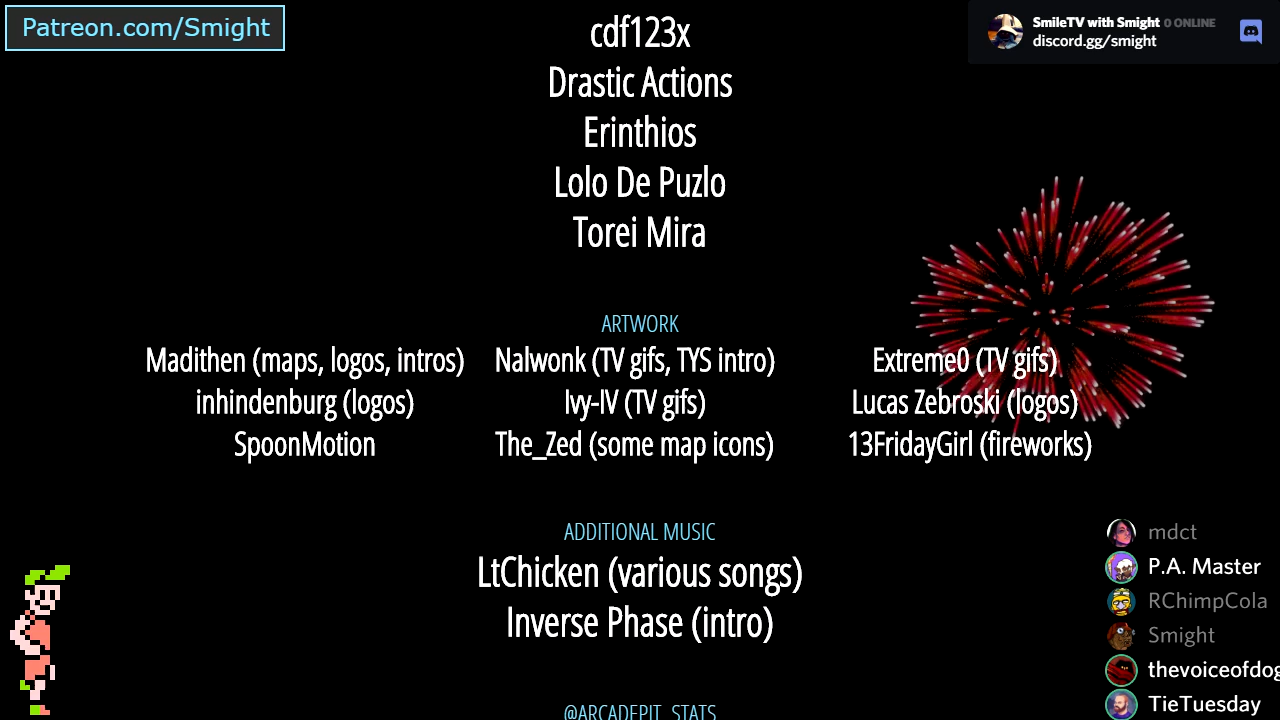 Patreon.com/Smight
SmileTV with Smight 0 ONLINE
discord.gg/smight
cdf123x
Drastic Actions
Erinthios
Lolo De Puzlo
Torei Mira
ARTWORK
Madithen (maps, logos, intros) Nalwonk (TV gifs, TYS intro) Extreme0 (TV gifs)
inhindenburg (logos) Ivy-IV (TV gifs) Lucas Zebroski (logos)
SpoonMotion The_Zed (some map icons) 13FridayGirl (fireworks)
ADDITIONAL MUSIC
LtChicken (various songs)
Inverse Phase (intro)
@ARCADEPIT_STATS
mdct
P.A. Master
RChimpCola
Smight
thevoiceofdog
TieTuesday